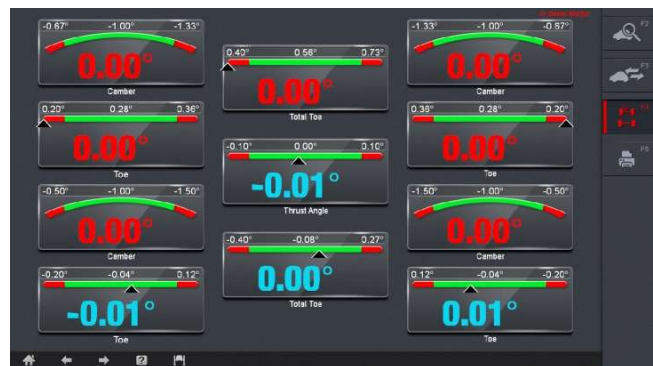 -0.67° -1.00° -1.33°
0.00°
Camber
0.40° 0.56° 0.73°
0.00°
Total Toe
-1.33° -1.00° -0.67°
0.00°
Camber
0.20° 0.28° 0.36°
0.00°
Toe
-0.10° 0.00° 0.10°
-0.01°
Thrust Angle
0.36° 0.28° 0.20°
0.00°
Toe
-0.50° -1.00° -1.50°
0.00°
Camber
-0.40° -0.08° 0.27°
0.00°
Total Toe
-1.50° -1.00° -0.50°
0.00°
Camber
-0.20° -0.04° 0.12°
-0.01°
Toe
0.12° -0.04° -0.20°
0.01°
Toe
F2
F3
F4
F5
?